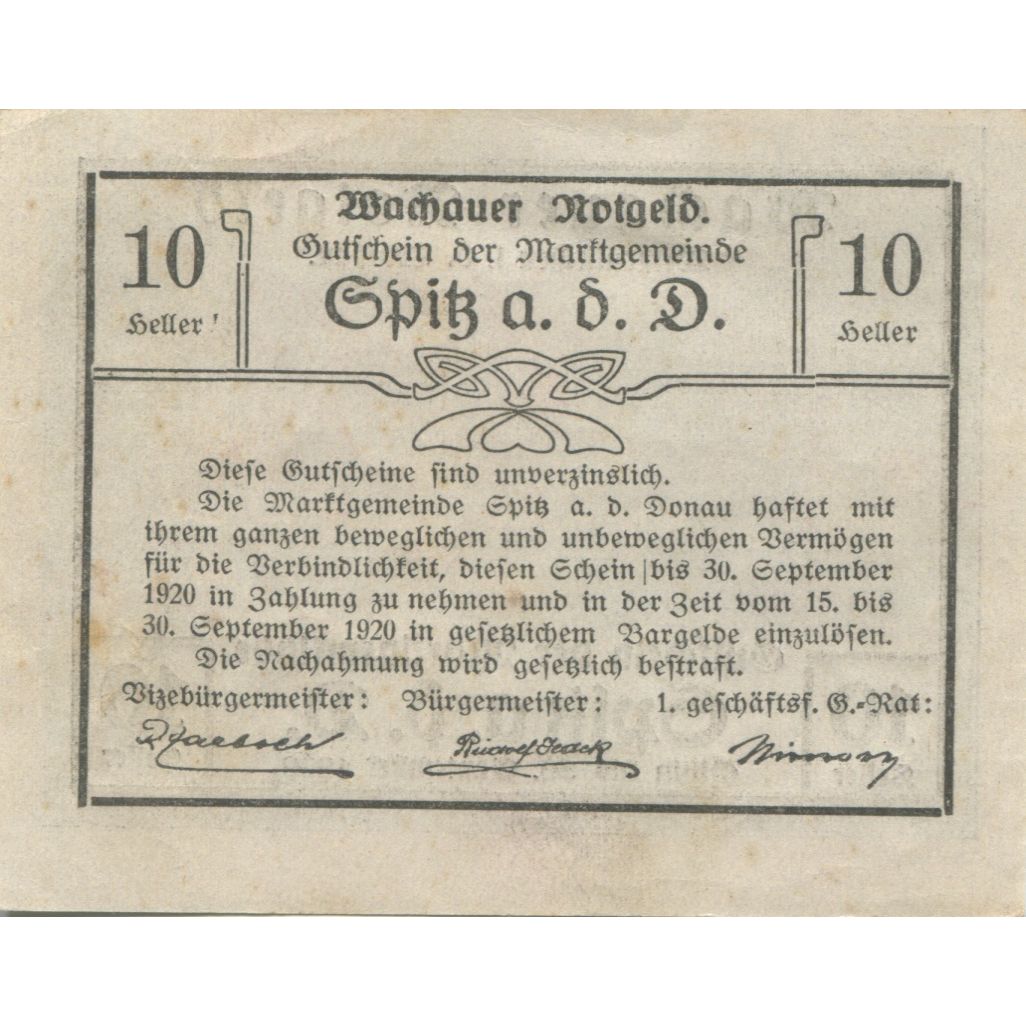 Wachauer Notgeld.
10 Gutschein der Marktgemeinde 10
Heller Spitz a. d. D. Heller
Diese Gutscheine sind unverzinslich.
Die Marktgemeinde Spitz a. d. Donau haftet mit
ihrem ganzen beweglichen und unbeweglichen Vermögen
für die Verbindlichkeit, diesen Schein bis 30. September
1920 in Zahlung zu nehmen und in der Zeit vom 15. bis
30. September 1920 in gesetzlichem Bargelde einzulösen.
Die Nachahmung wird gesetzlich bestraft.
Vizebürgermeister: Bürgermeister: 1. geschäftsf. G.-Rat:
Rudolf